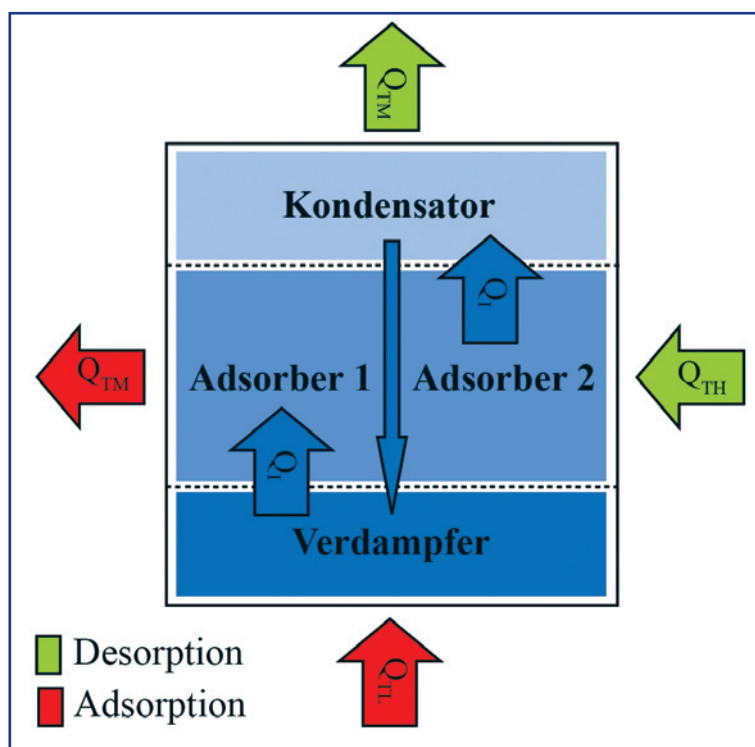 Q_TM
Kondensator
Q_I
Q_TM
Adsorber 1
Adsorber 2
Q_TH
Q_I
Verdampfer
Desorption
Adsorption
Q_TL